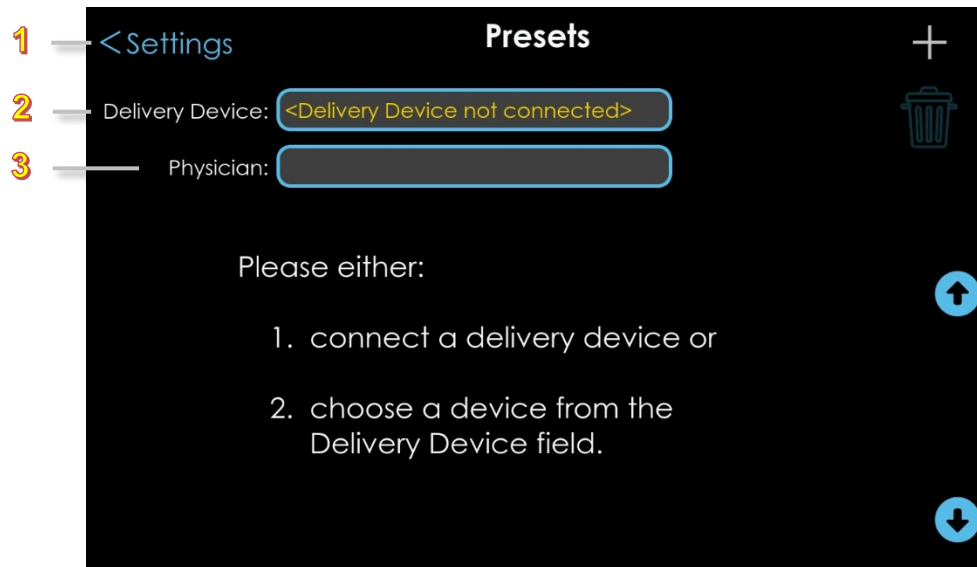 1 <Settings Presets +
2 Delivery Device: <Delivery Device not connected>
3 Physician:
Please either:
1. connect a delivery device or
2. choose a device from the
Delivery Device field.